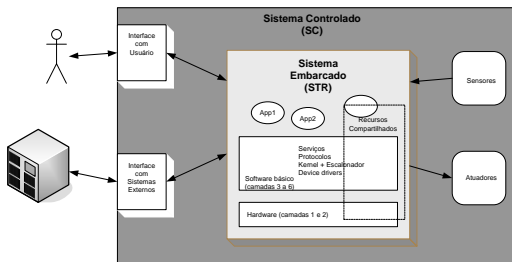 Sistema Controlado
(SC)
Interface
com
Usuário
Sistema
Embarcado
(STR)
Sensores
App1
App2
Recursos
Compartilhados
Serviços
Protocolos
Kernel + Escalonador
Device drivers
Software básico
(camadas 3 a 6)
Interface
com
Sistemas
Externos
Atuadores
Hardware (camadas 1 e 2)